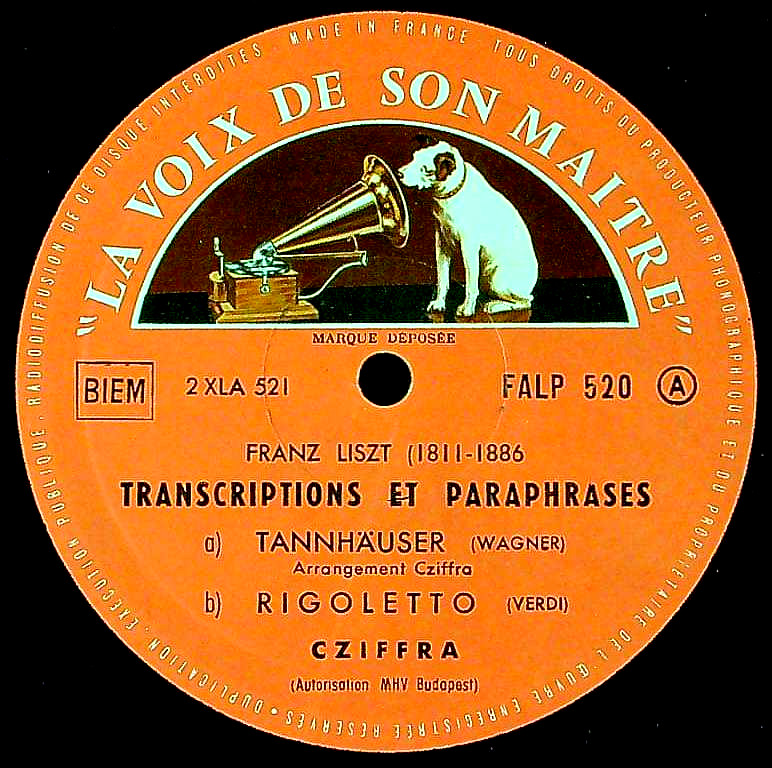 MADE IN FRANCE · TOUS DROITS DU PRODUCTEUR PHONOGRAPHIQUE ET DU PROPRIÉTAIRE DE L'ŒUVRE ENREGISTRÉE RÉSERVÉS • DUPLICATION · EXÉCUTION PUBLIQUE · RADIODIFFUSION DE CE DISQUE INTERDITES ·
"LA VOIX DE SON MAITRE"
MARQUE DÉPOSÉE
BIEM 2 XLA 521 FALP 520 A
FRANZ LISZT (1811-1886
TRANSCRIPTIONS ET PARAPHRASES
a) TANNHÄUSER (WAGNER)
Arrangement Cziffra
b) RIGOLETTO (VERDI)
CZIFFRA
(Autorisation MHV Budapest)